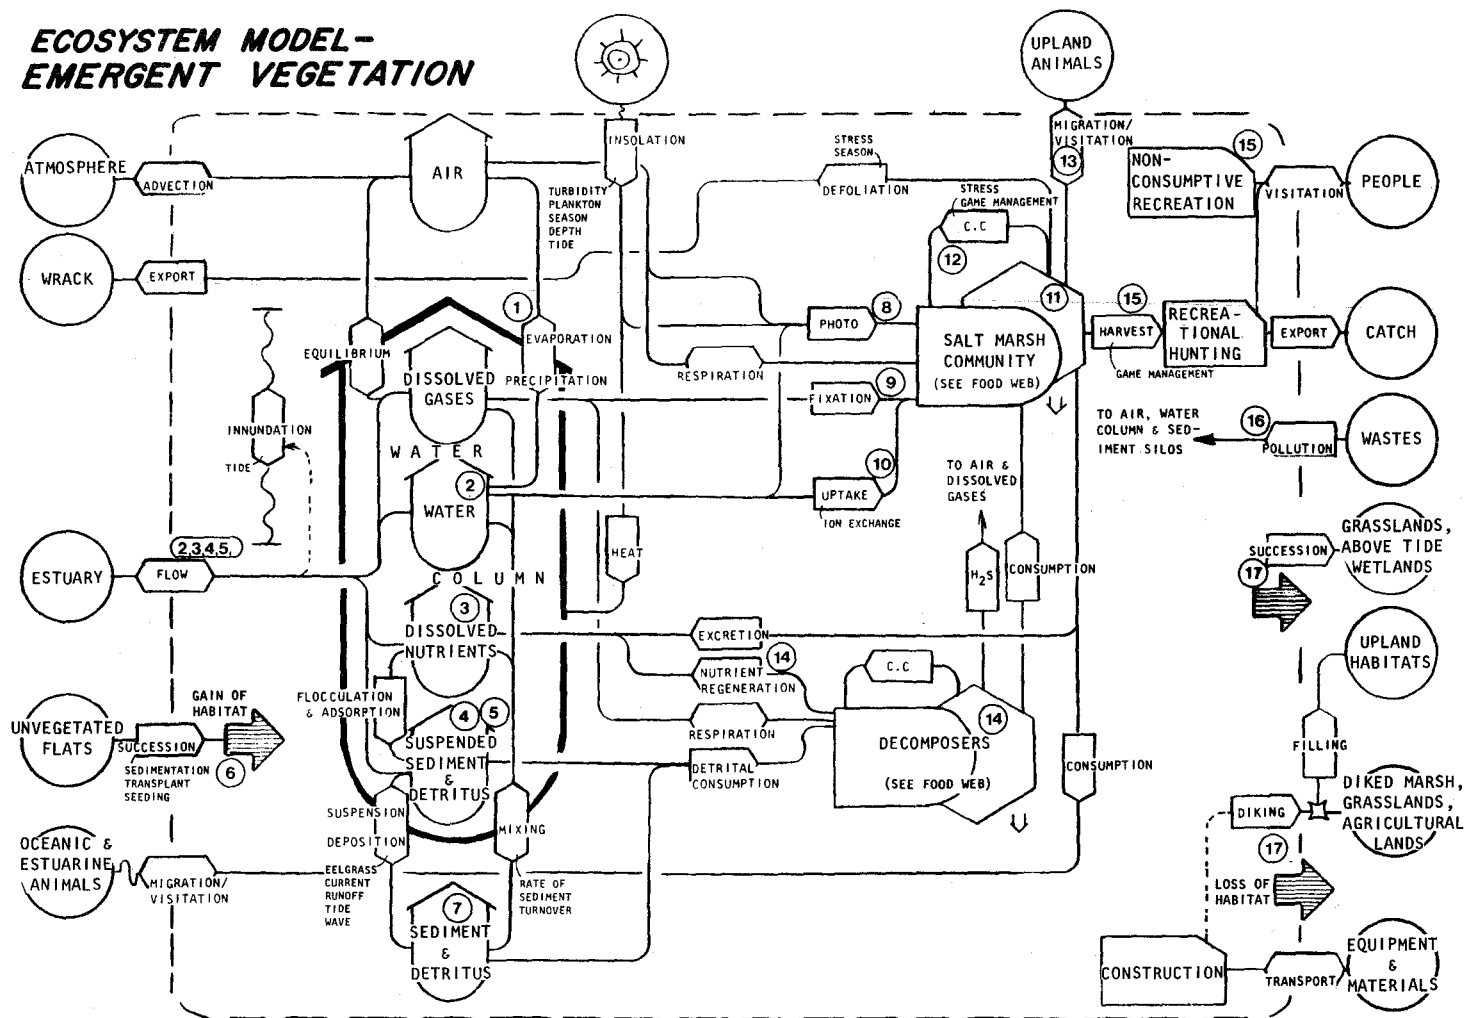 ECOSYSTEM MODEL-
EMERGENT VEGETATION
UPLAND
ANIMALS
ATMOSPHERE
ADVECTION
AIR
INSOLATION
TURBIDITY
PLANKTON
SEASON
DEPTH
TIDE
STRESS
SEASON
DEFOLIATION
MIGRATION/
VISITATION
13
STRESS
GAME MANAGEMENT
C.C
12
15
NON-
CONSUMPTIVE
RECREATION
VISITATION
PEOPLE
WRACK
EXPORT
1
EVAPORATION
PRECIPITATION
EQUILIBRIUM
DISSOLVED
GASES
PHOTO
8
RESPIRATION
FIXATION
9
11
SALT MARSH
COMMUNITY
(SEE FOOD WEB)
15
HARVEST
GAME MANAGEMENT
RECREA-
TIONAL
HUNTING
EXPORT
CATCH
INNUNDATION
TIDE
WATER
2
WATER
10
UPTAKE
ION EXCHANGE
TO AIR &
DISSOLVED
GASES
TO AIR, WATER
COLUMN & SED-
IMENT SILOS
16
POLLUTION
WASTES
2,3,4,5,
ESTUARY
FLOW
COLUMN
HEAT
H2S
CONSUMPTION
SUCCESSION
17
GRASSLANDS,
ABOVE TIDE
WETLANDS
3
DISSOLVED
NUTRIENTS
EXCRETION
NUTRIENT
REGENERATION
14
C.C
UPLAND
HABITATS
FLOCCULATION
& ADSORPTION
GAIN OF
HABITAT
UNVEGETATED
FLATS
SUCCESSION
SEDIMENTATION
TRANSPLANT
SEEDING
6
4
5
SUSPENDED
SEDIMENT
&
DETRITUS
RESPIRATION
DETRITAL
CONSUMPTION
14
DECOMPOSERS
(SEE FOOD WEB)
CONSUMPTION
FILLING
DIKING
DIKED MARSH,
GRASSLANDS,
AGRICULTURAL
LANDS
SUSPENSION
DEPOSITION
MIXING
OCEANIC &
ESTUARINE
ANIMALS
MIGRATION/
VISITATION
EELGRASS
CURRENT
RUNOFF
TIDE
WAVE
RATE OF
SEDIMENT
TURNOVER
7
SEDIMENT
&
DETRITUS
17
LOSS OF
HABITAT
CONSTRUCTION
TRANSPORT
EQUIPMENT
&
MATERIALS